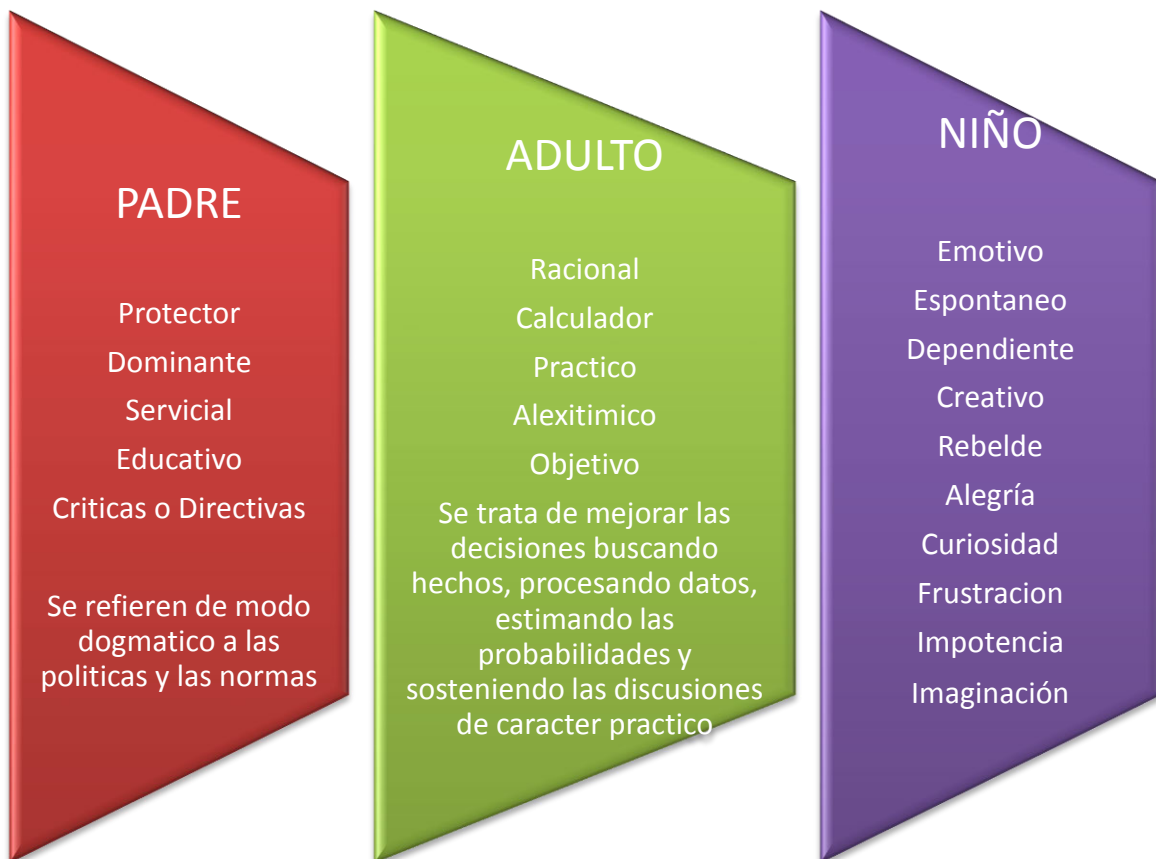 PADRE
Protector
Dominante
Servicial
Educativo
Criticas o Directivas
Se refieren de modo
dogmatico a las
politicas y las normas
ADULTO
Racional
Calculador
Practico
Alexitimico
Objetivo
Se trata de mejorar las
decisiones buscando
hechos, procesando datos,
estimando las
probabilidades y
sosteniendo las discusiones
de caracter practico
NIÑO
Emotivo
Espontaneo
Dependiente
Creativo
Rebelde
Alegría
Curiosidad
Frustracion
Impotencia
Imaginación